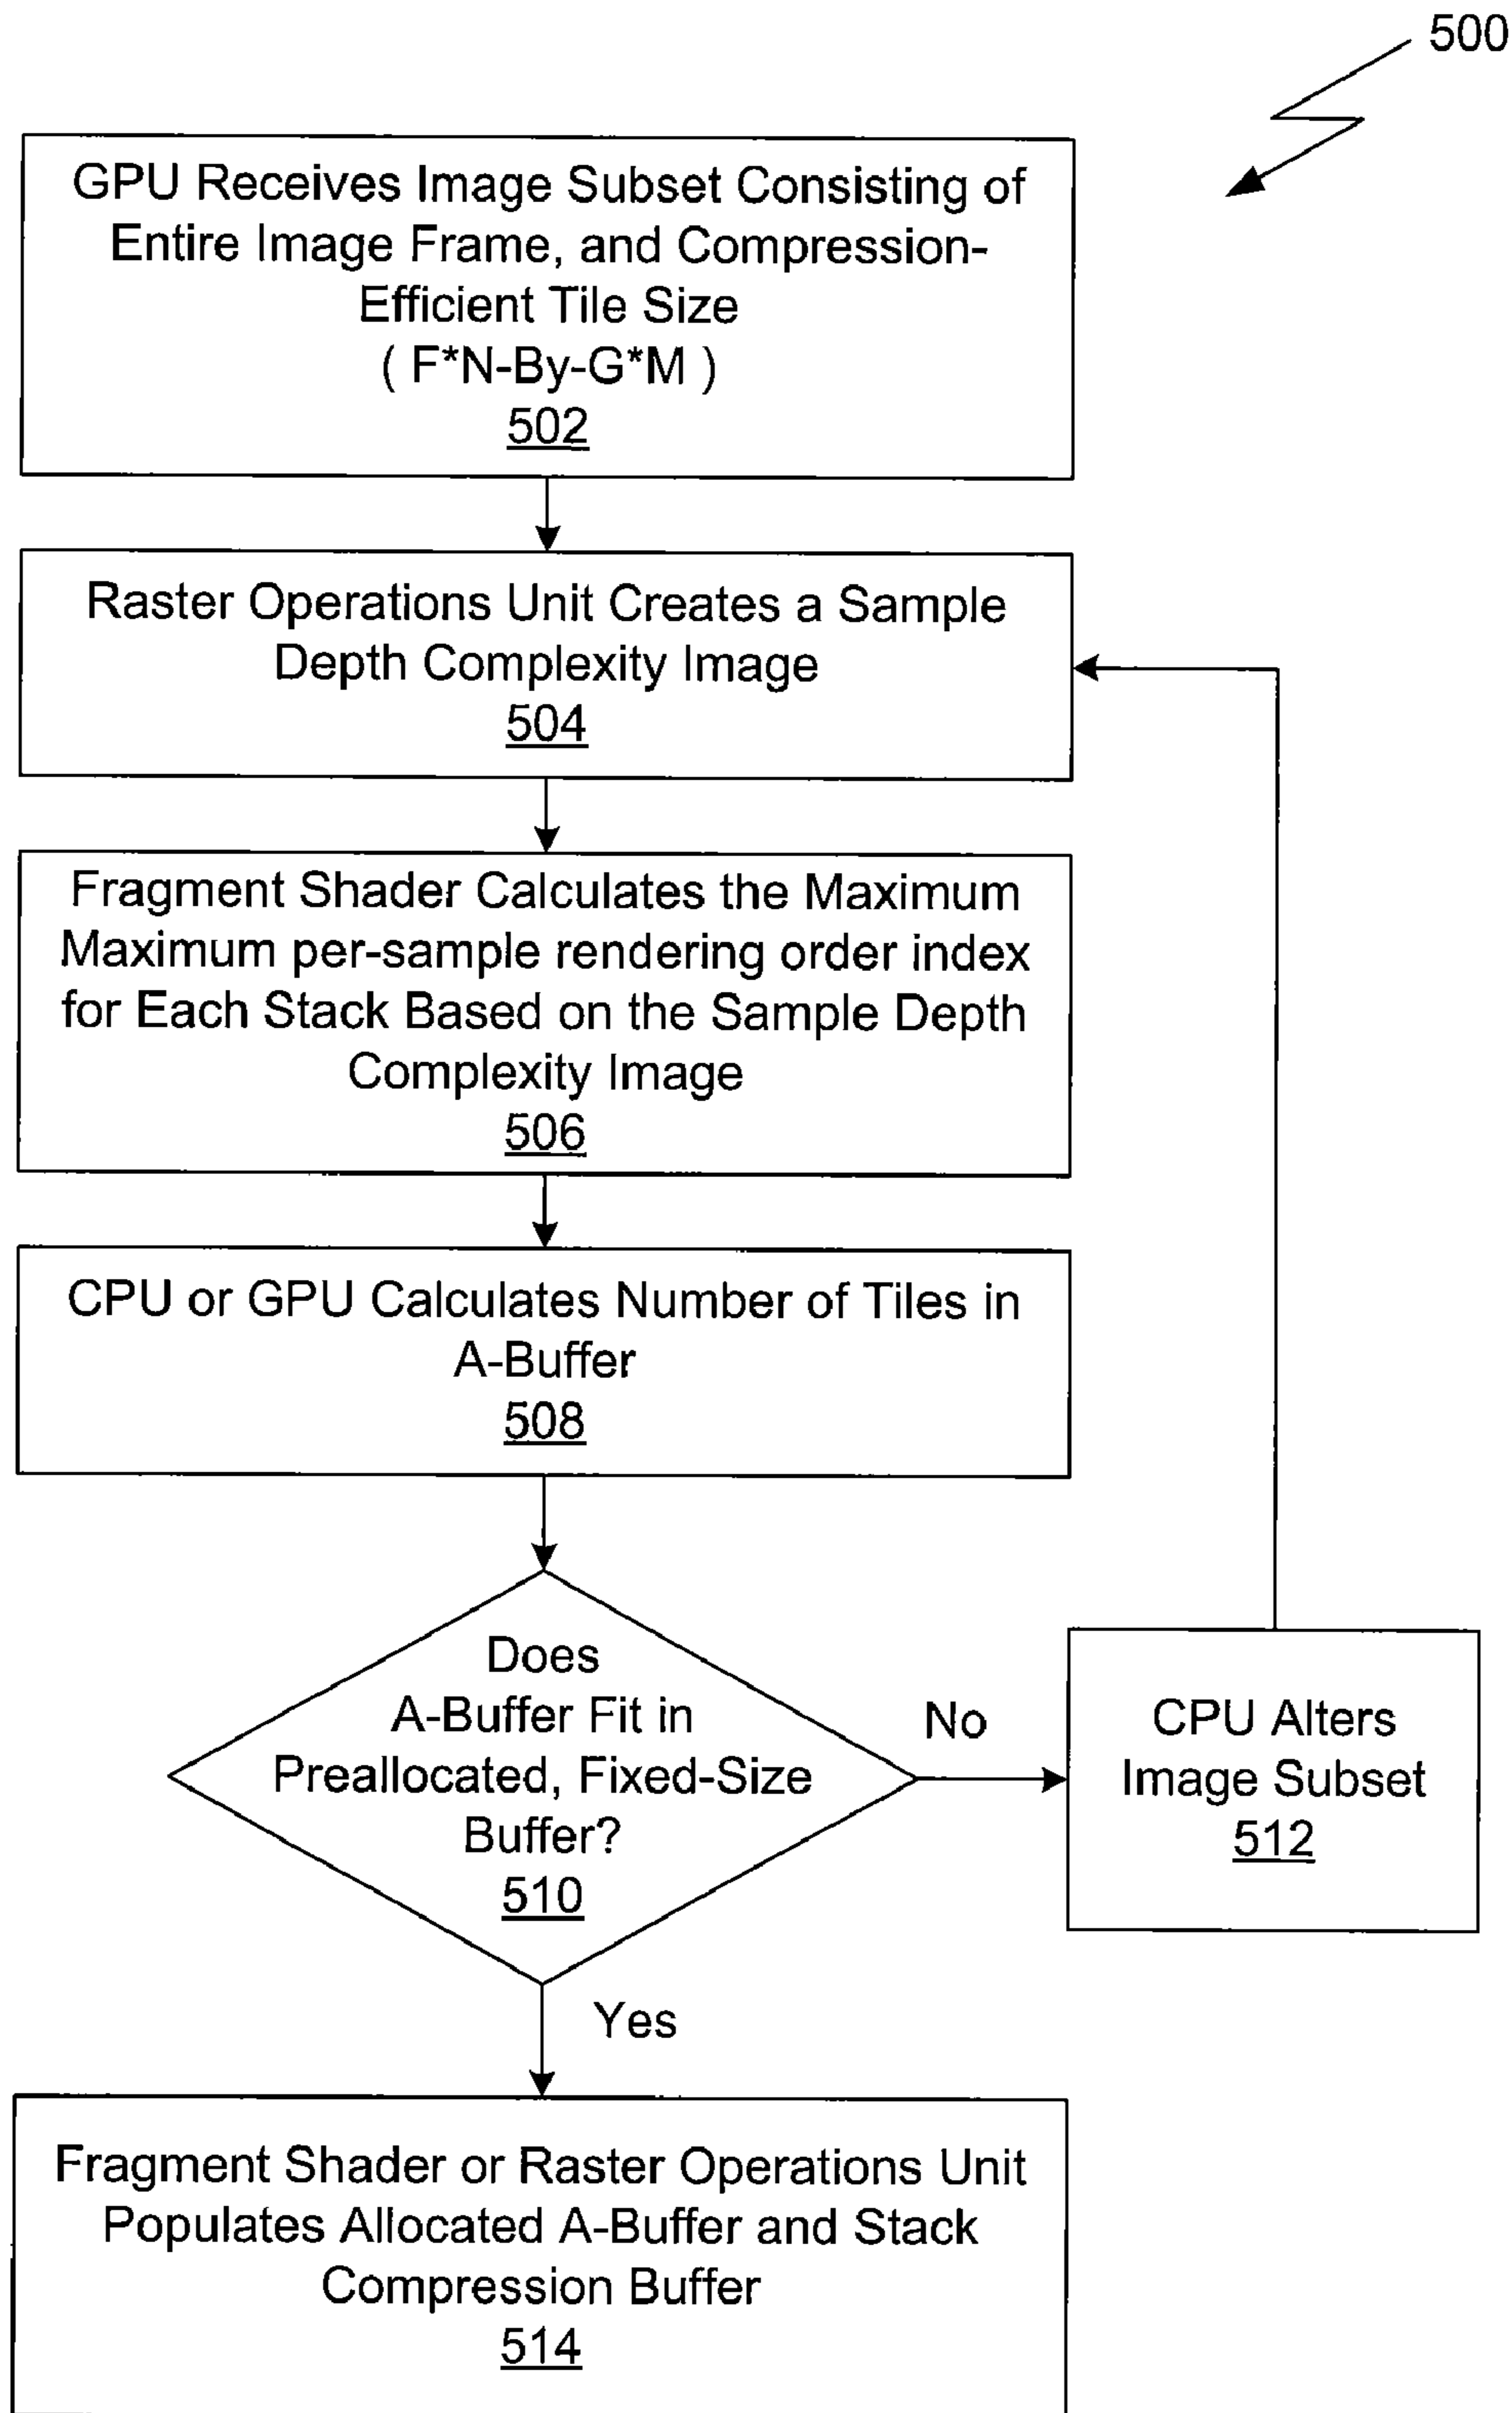 500
GPU Receives Image Subset Consisting of
Entire Image Frame, and Compression-
Efficient Tile Size
( F*N-By-G*M )
502
Raster Operations Unit Creates a Sample
Depth Complexity Image
504
Fragment Shader Calculates the Maximum
Maximum per-sample rendering order index
for Each Stack Based on the Sample Depth
Complexity Image
506
CPU or GPU Calculates Number of Tiles in
A-Buffer
508
Does
A-Buffer Fit in
Preallocated, Fixed-Size
Buffer?
510
No
CPU Alters
Image Subset
512
Yes
Fragment Shader or Raster Operations Unit
Populates Allocated A-Buffer and Stack
Compression Buffer
514